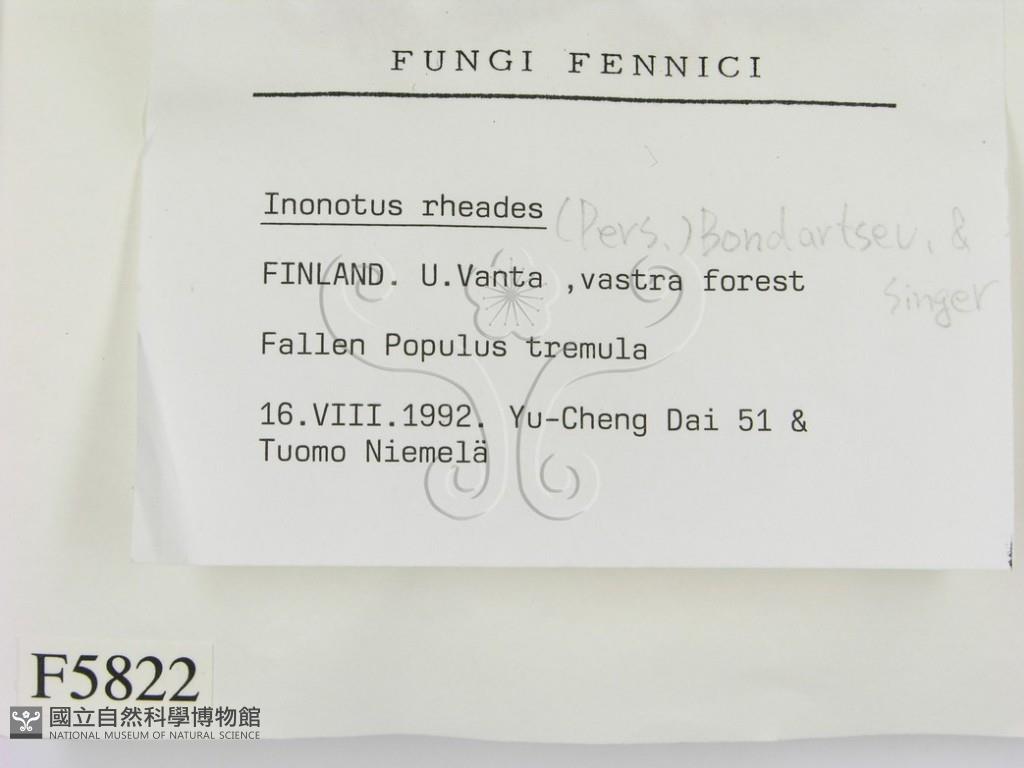 FUNGI FENNICI
Inonotus rheades (Pers.) Bondartsev. &
Singer
FINLAND. U.Vanta ,vastra forest
Fallen Populus tremula
16.VIII.1992. Yu-Cheng Dai 51 &
Tuomo Niemelä
F5822
國立自然科學博物館
NATIONAL MUSEUM OF NATURAL SCIENCE